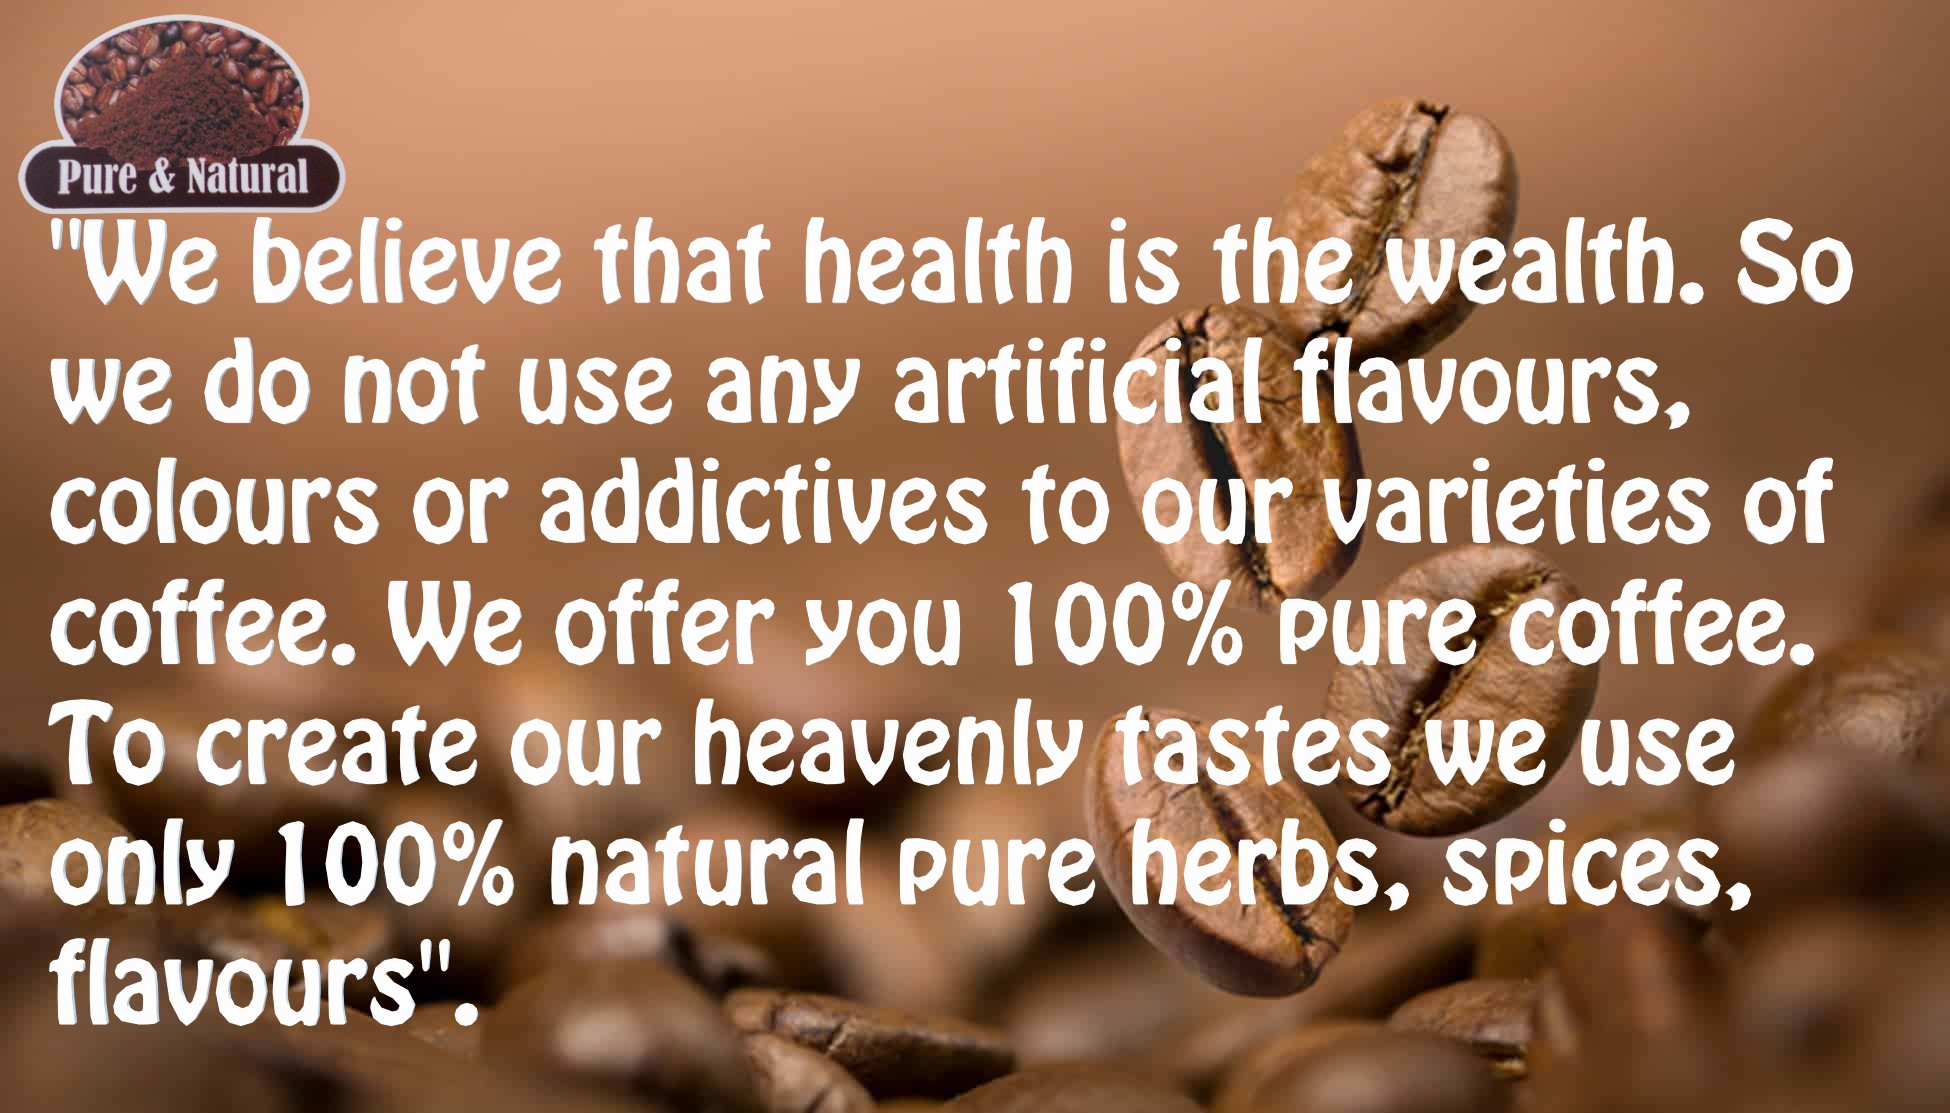 Pure & Natural
"We believe that health is the wealth. So
we do not use any artificial flavours,
colours or addictives to our varieties of
coffee. We offer you 100% pure coffee.
To create our heavenly tastes we use
only 100% natural pure herbs, spices,
flavours".